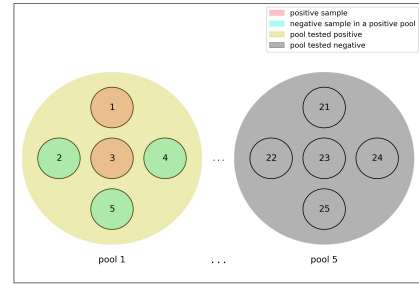 positive sample
negative sample in a positive pool
pool tested positive
pool tested negative
1
21
2 3 4 ... 22 23 24
5
25
pool 1 ... pool 5